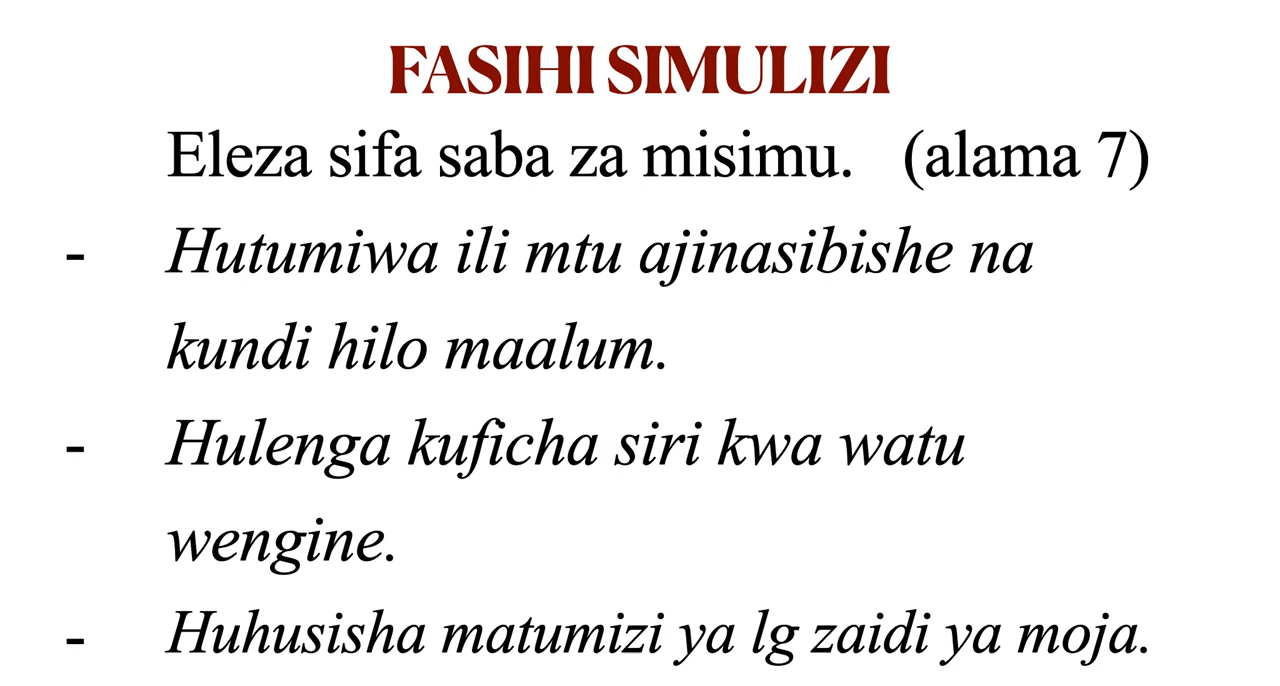 FASIHI SIMULIZI
Eleza sifa saba za misimu. (alama 7)
- Hutumiwa ili mtu ajinasibishe na
kundi hilo maalum.
- Hulenga kuficha siri kwa watu
wengine.
- Huhusisha matumizi ya lg zaidi ya moja.